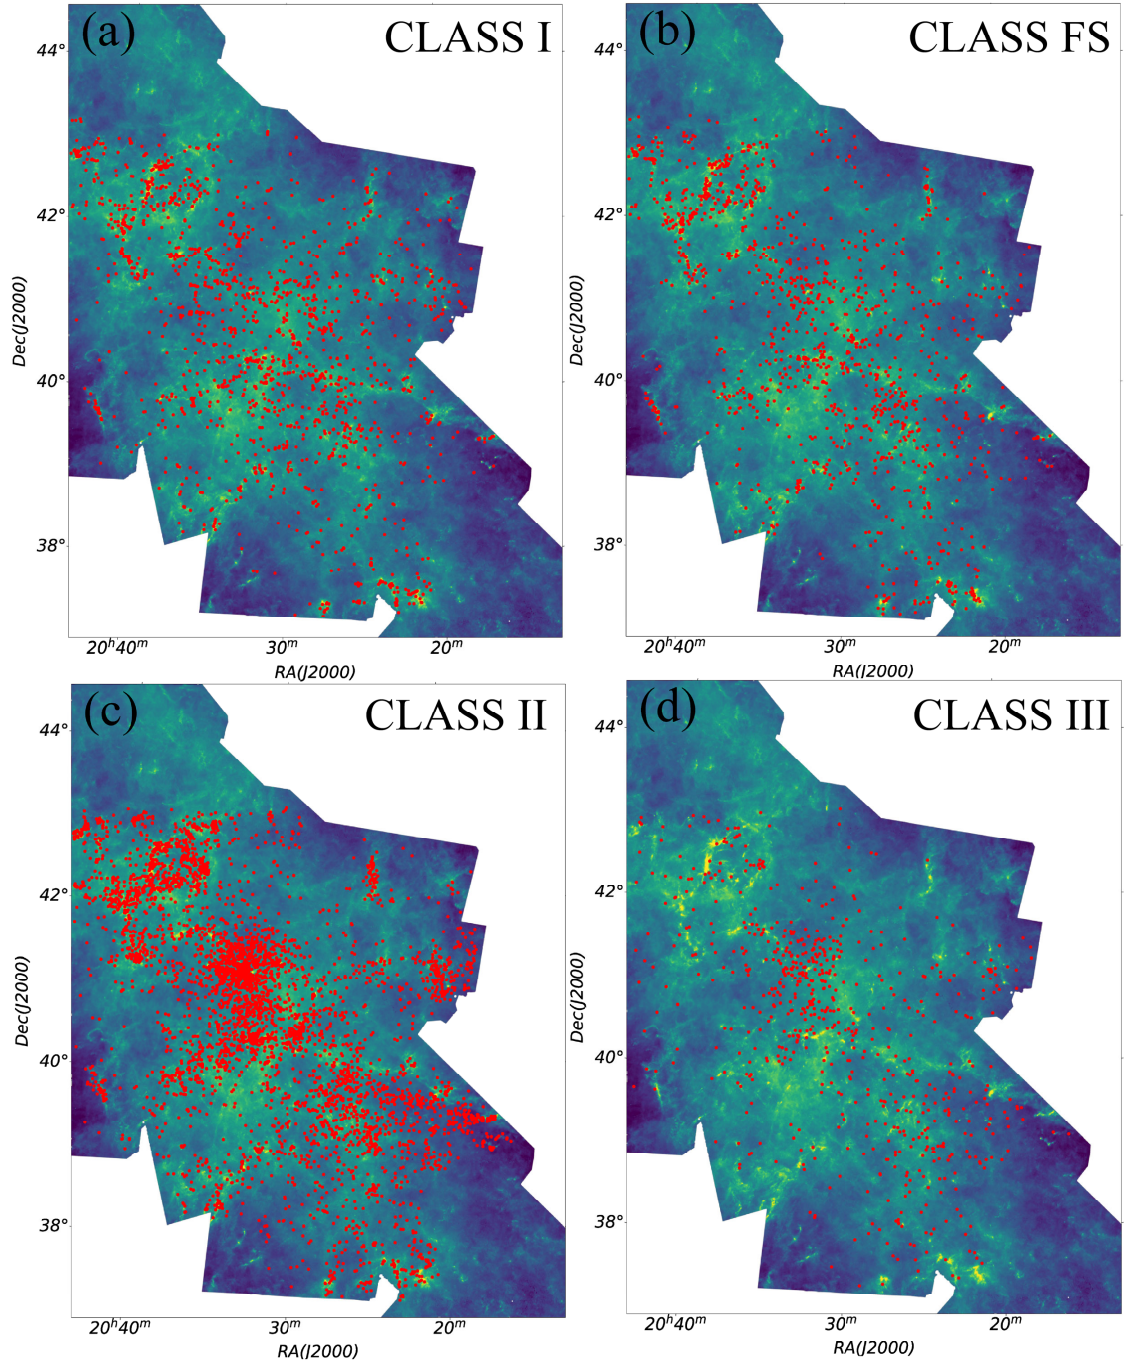 (a) CLASS I
44°
42°
40°
38°
Dec(J2000)
20ʰ40ᵐ 30ᵐ 20ᵐ
RA(J2000)
(b) CLASS FS
44°
42°
40°
38°
Dec(J2000)
20ʰ40ᵐ 30ᵐ 20ᵐ
RA(J2000)
(c) CLASS II
44°
42°
40°
38°
Dec(J2000)
20ʰ40ᵐ 30ᵐ 20ᵐ
RA(J2000)
(d) CLASS III
44°
42°
40°
38°
Dec(J2000)
20ʰ40ᵐ 30ᵐ 20ᵐ
RA(J2000)